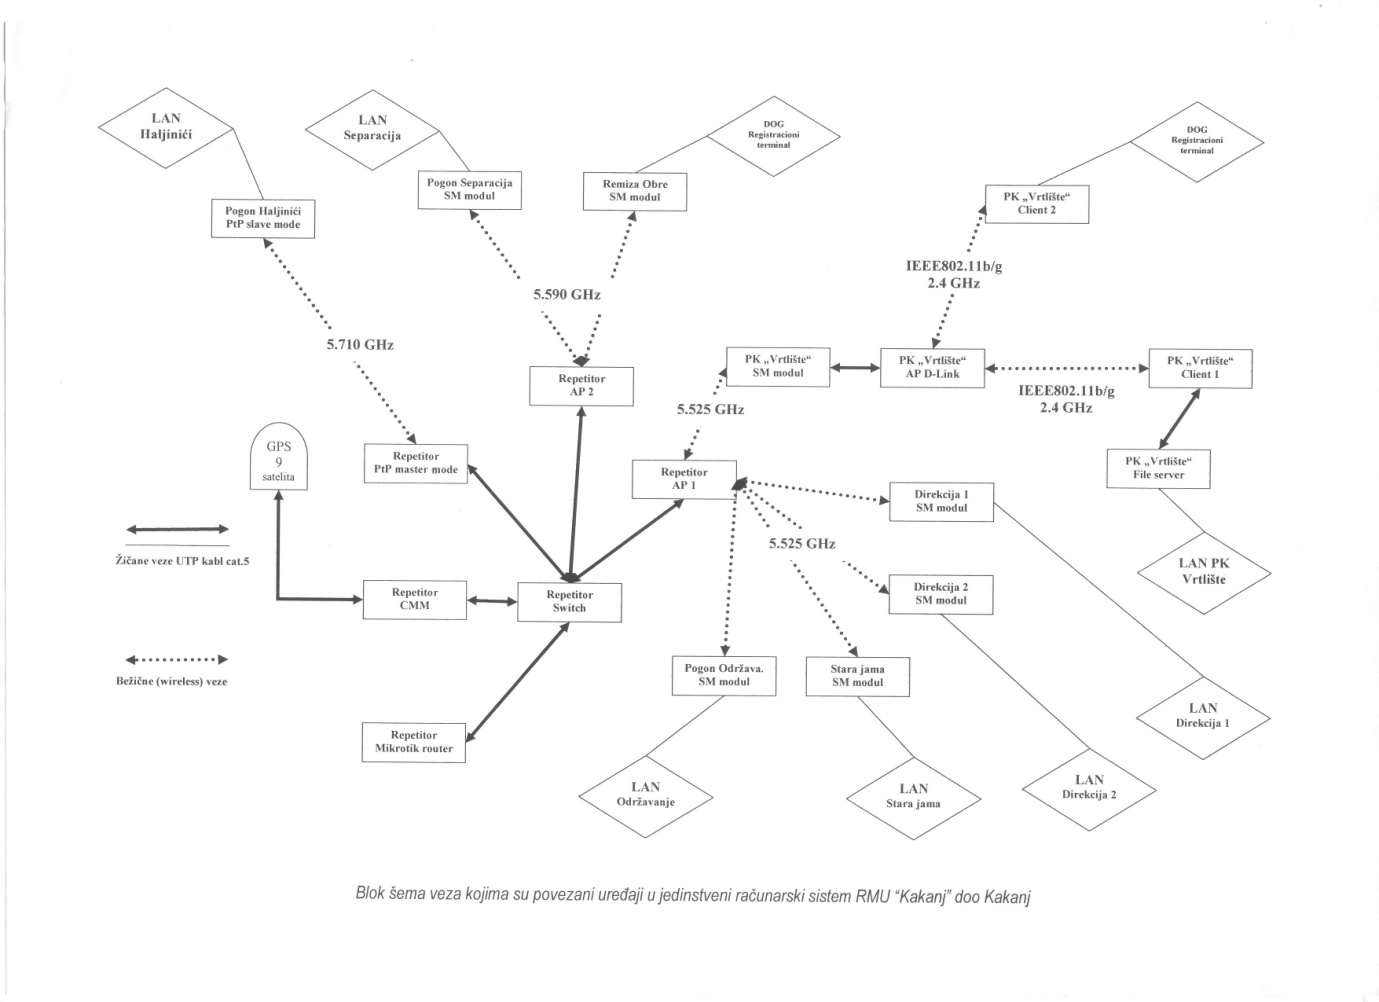 LAN
Haljinići
LAN
Separacija
DOG
Registracioni
terminal
DOG
Registracioni
terminal
Pogon Haljinići
PtP slave mode
Pogon Separacija
SM modul
Remiza Obre
SM modul
PK „Vrtlište“
Client 2
IEEE802.11b/g
2.4 GHz
5.590 GHz
5.710 GHz
PK „Vrtlište“
SM modul
PK „Vrtlište“
AP D-Link
PK „Vrtlište“
Client 1
IEEE802.11b/g
2.4 GHz
Repetitor
AP 2
5.525 GHz
GPS
9
satelita
Repetitor
PtP master mode
Repetitor
AP 1
PK „Vrtlište“
File server
Direkcija 1
SM modul
5.525 GHz
Žičane veze UTP kabl cat.5
LAN PK
Vrtlište
Repetitor
CMM
Repetitor
Switch
Direkcija 2
SM modul
Bežične (wireless) veze
Pogon Održava.
SM modul
Stara jama
SM modul
LAN
Direkcija 1
Repetitor
Mikrotik router
LAN
Održavanje
LAN
Stara jama
LAN
Direkcija 2
Blok šema veza kojima su povezani uređaji u jedinstveni računarski sistem RMU “Kakanj” doo Kakanj